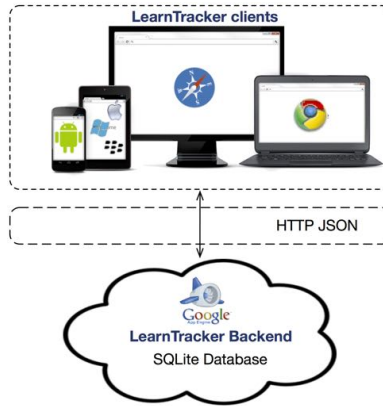 LearnTracker clients
HTTP JSON
Google
App Engine
LearnTracker Backend
SQLite Database